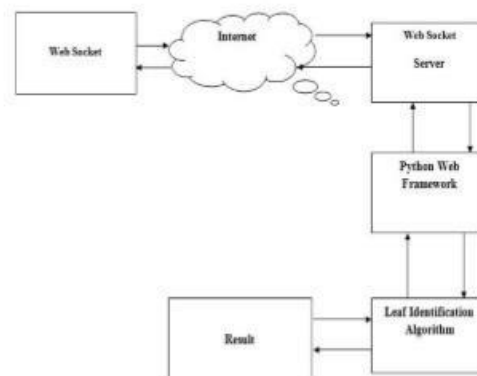 Web Socket
Internet
Web Socket
Server
Python Web
Framework
Leaf Identification
Algorithm
Result